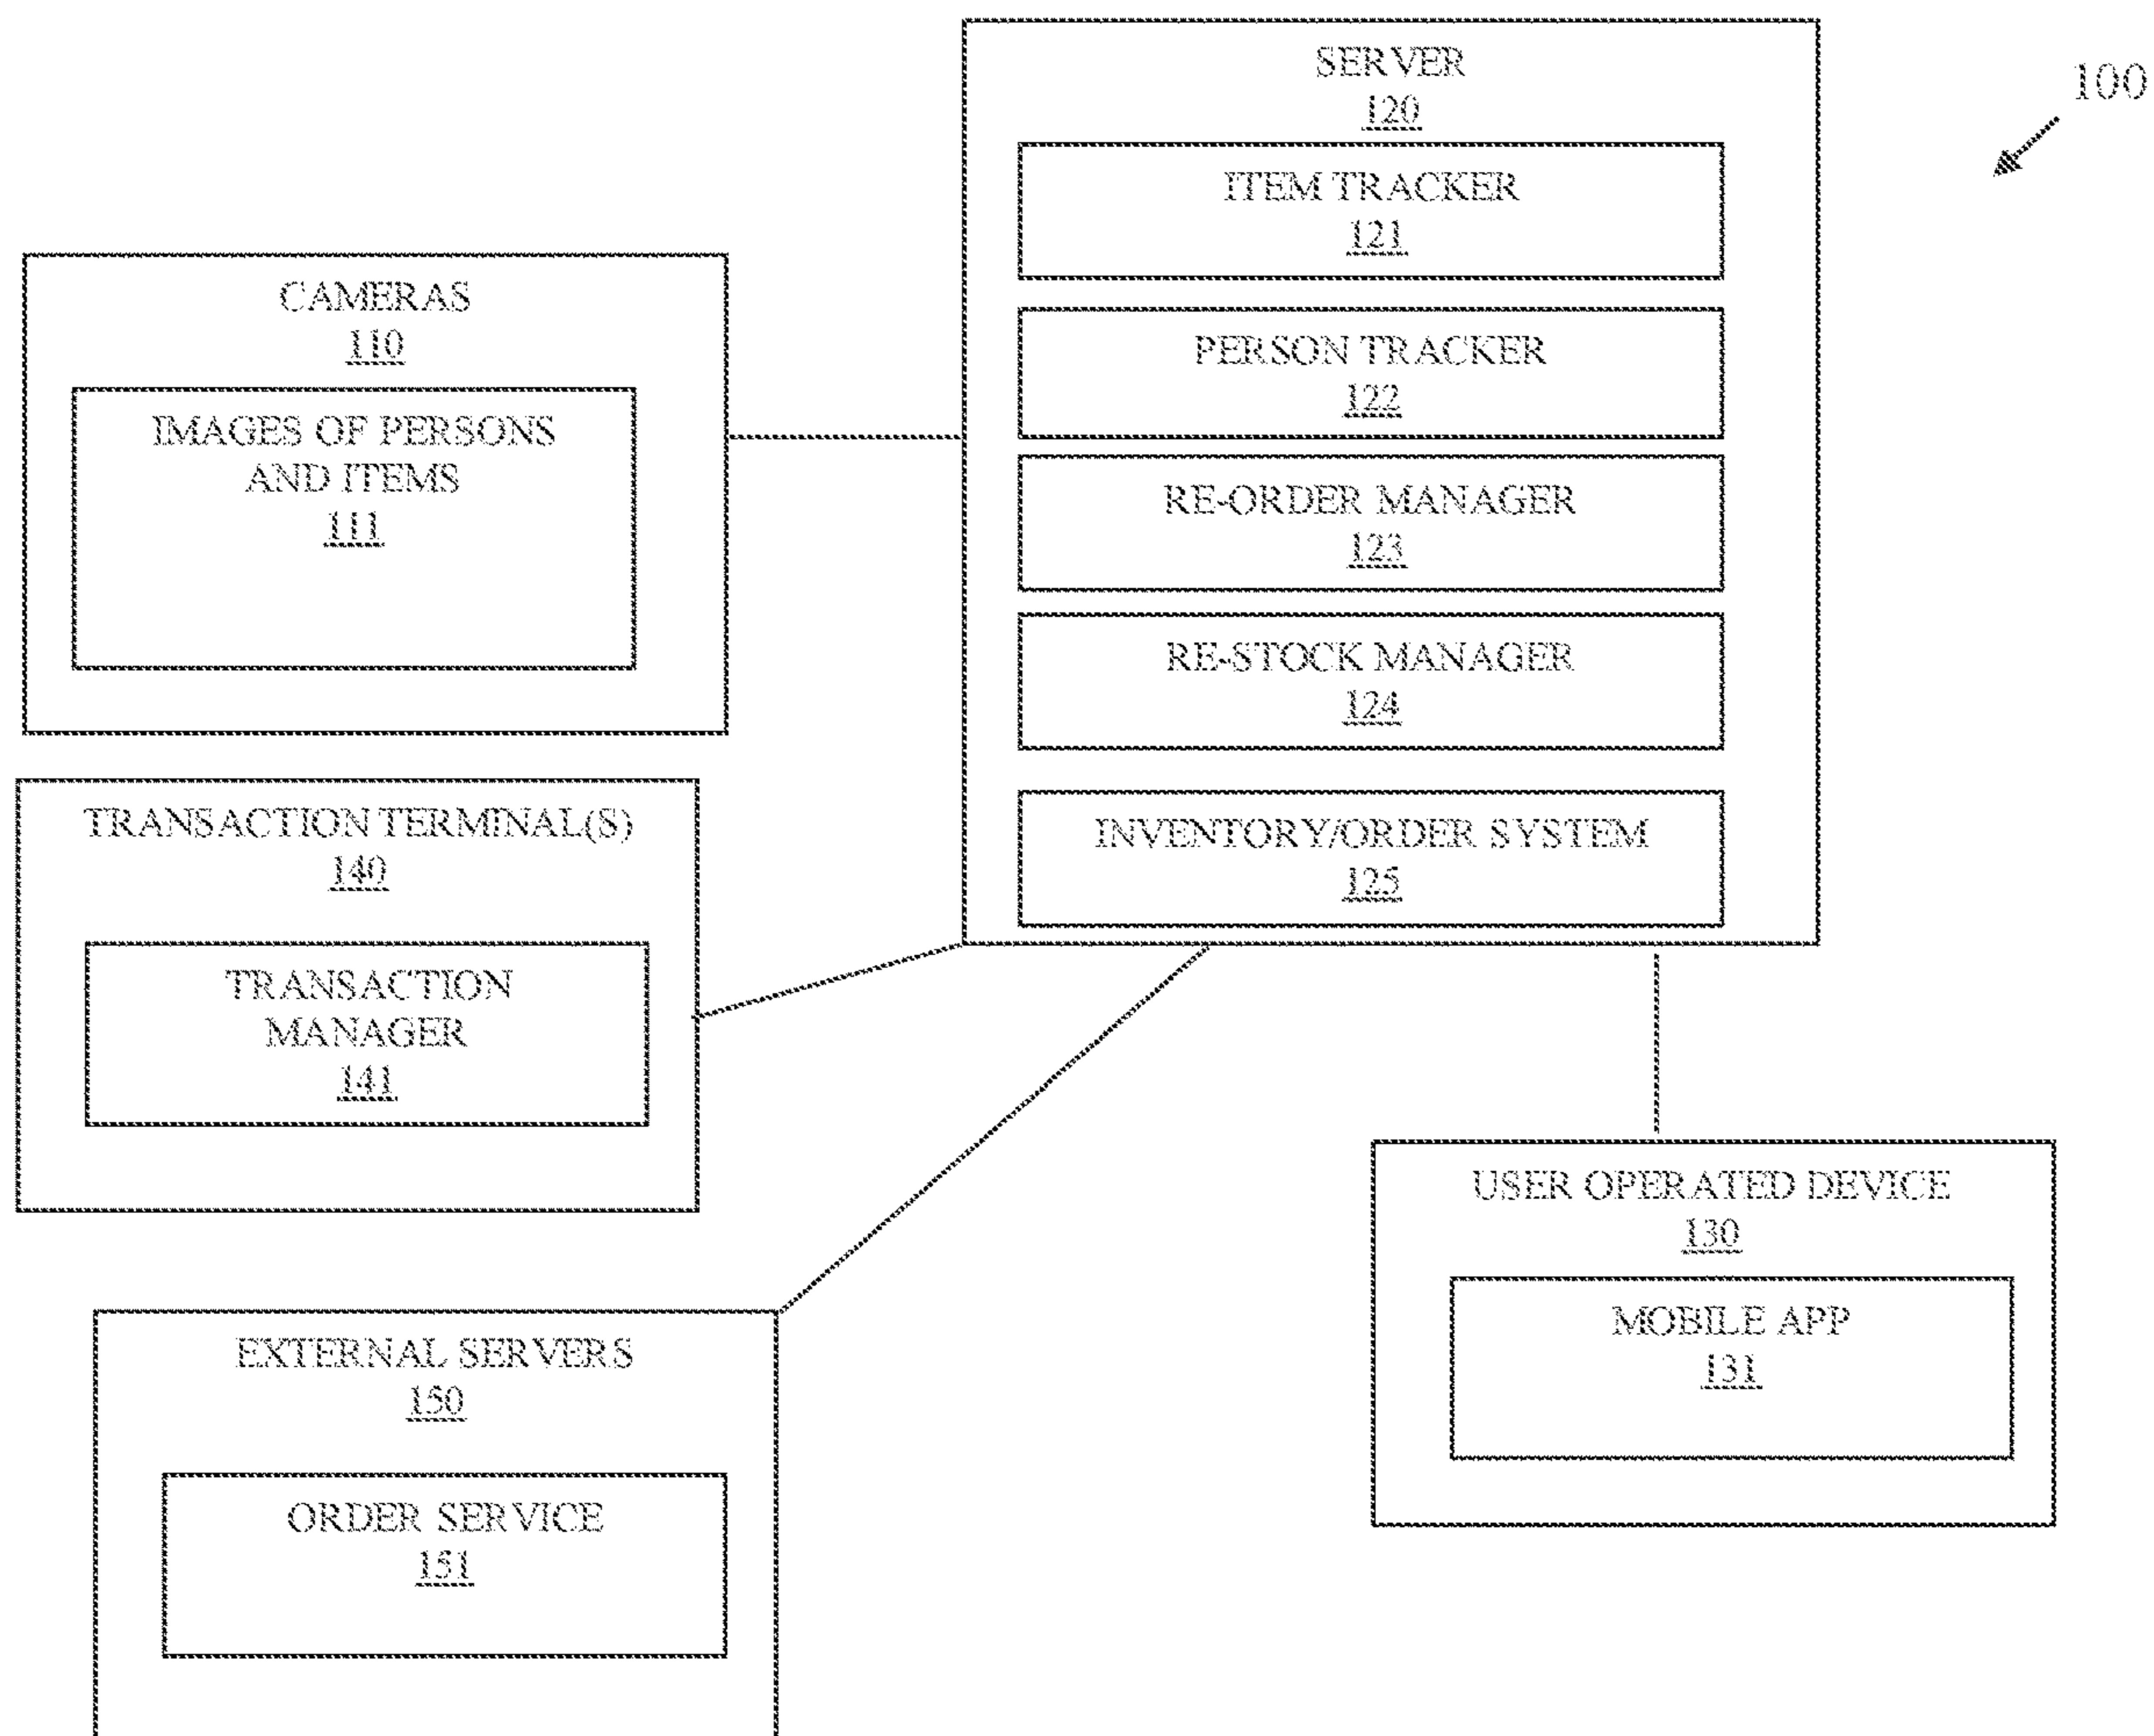 100
SERVER
120
ITEM TRACKER
121
PERSON TRACKER
122
RE-ORDER MANAGER
123
RE-STOCK MANAGER
124
INVENTORY/ORDER SYSTEM
125
CAMERAS
110
IMAGES OF PERSONS
AND ITEMS
111
TRANSACTION TERMINAL(S)
140
TRANSACTION
MANAGER
141
EXTERNAL SERVERS
150
ORDER SERVICE
151
USER OPERATED DEVICE
130
MOBILE APP
131